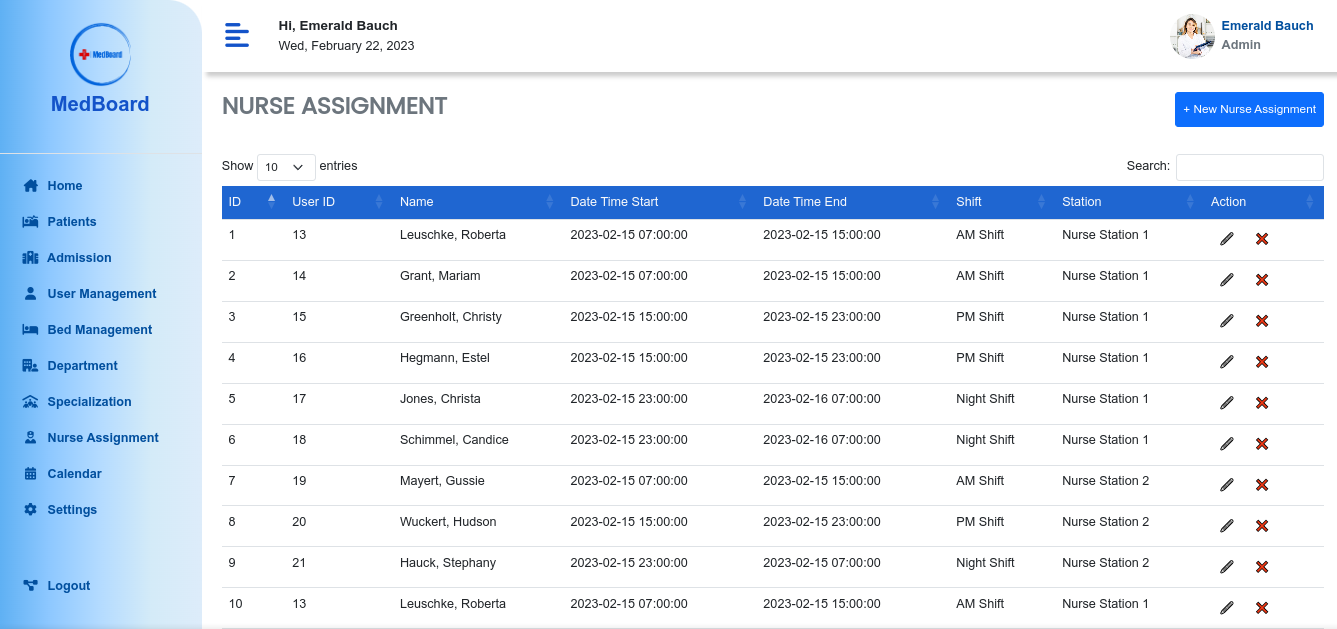 MedBoard
MedBoard
Home
Patients
Admission
User Management
Bed Management
Department
Specialization
Nurse Assignment
Calendar
Settings
Logout
Hi, Emerald Bauch
Wed, February 22, 2023
Emerald Bauch
Admin
NURSE ASSIGNMENT
+ New Nurse Assignment
Show 10 entries
Search:
ID User ID Name Date Time Start Date Time End Shift Station Action
1 13 Leuschke, Roberta 2023-02-15 07:00:00 2023-02-15 15:00:00 AM Shift Nurse Station 1
2 14 Grant, Mariam 2023-02-15 07:00:00 2023-02-15 15:00:00 AM Shift Nurse Station 1
3 15 Greenholt, Christy 2023-02-15 15:00:00 2023-02-15 23:00:00 PM Shift Nurse Station 1
4 16 Hegmann, Estel 2023-02-15 15:00:00 2023-02-15 23:00:00 PM Shift Nurse Station 1
5 17 Jones, Christa 2023-02-15 23:00:00 2023-02-16 07:00:00 Night Shift Nurse Station 1
6 18 Schimmel, Candice 2023-02-15 23:00:00 2023-02-16 07:00:00 Night Shift Nurse Station 1
7 19 Mayert, Gussie 2023-02-15 07:00:00 2023-02-15 15:00:00 AM Shift Nurse Station 2
8 20 Wuckert, Hudson 2023-02-15 15:00:00 2023-02-15 23:00:00 PM Shift Nurse Station 2
9 21 Hauck, Stephany 2023-02-15 23:00:00 2023-02-15 07:00:00 Night Shift Nurse Station 2
10 13 Leuschke, Roberta 2023-02-15 07:00:00 2023-02-15 15:00:00 AM Shift Nurse Station 1